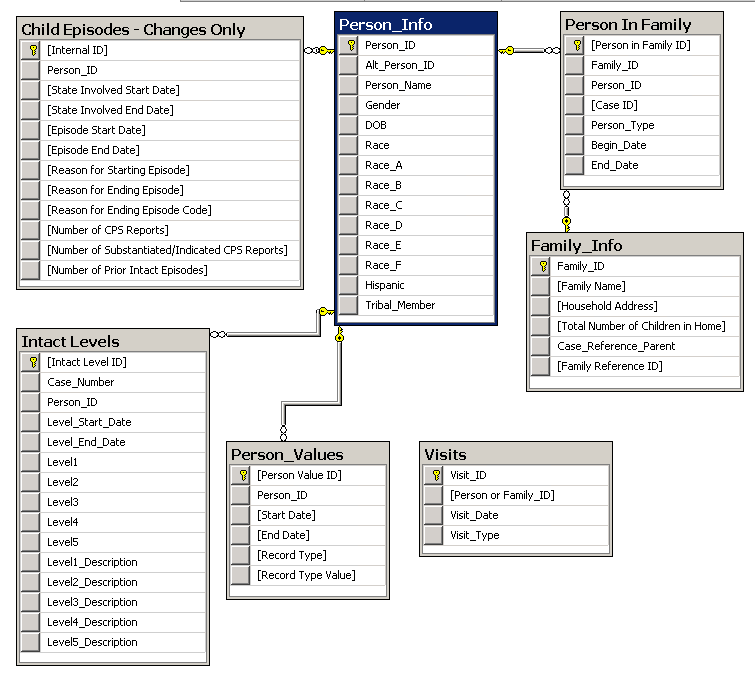 Child Episodes - Changes Only
[Internal ID]
Person_ID
[State Involved Start Date]
[State Involved End Date]
[Episode Start Date]
[Episode End Date]
[Reason for Starting Episode]
[Reason for Ending Episode]
[Reason for Ending Episode Code]
[Number of CPS Reports]
[Number of Substantiated/Indicated CPS Reports]
[Number of Prior Intact Episodes]
Person_Info
Person_ID
Alt_Person_ID
Person_Name
Gender
DOB
Race
Race_A
Race_B
Race_C
Race_D
Race_E
Race_F
Hispanic
Tribal_Member
Person In Family
[Person in Family ID]
Family_ID
Person_ID
[Case ID]
Person_Type
Begin_Date
End_Date
Family_Info
Family_ID
[Family Name]
[Household Address]
[Total Number of Children in Home]
Case_Reference_Parent
[Family Reference ID]
Intact Levels
[Intact Level ID]
Case_Number
Person_ID
Level_Start_Date
Level_End_Date
Level1
Level2
Level3
Level4
Level5
Level1_Description
Level2_Description
Level3_Description
Level4_Description
Level5_Description
Person_Values
[Person Value ID]
Person_ID
[Start Date]
[End Date]
[Record Type]
[Record Type Value]
Visits
Visit_ID
[Person or Family_ID]
Visit_Date
Visit_Type